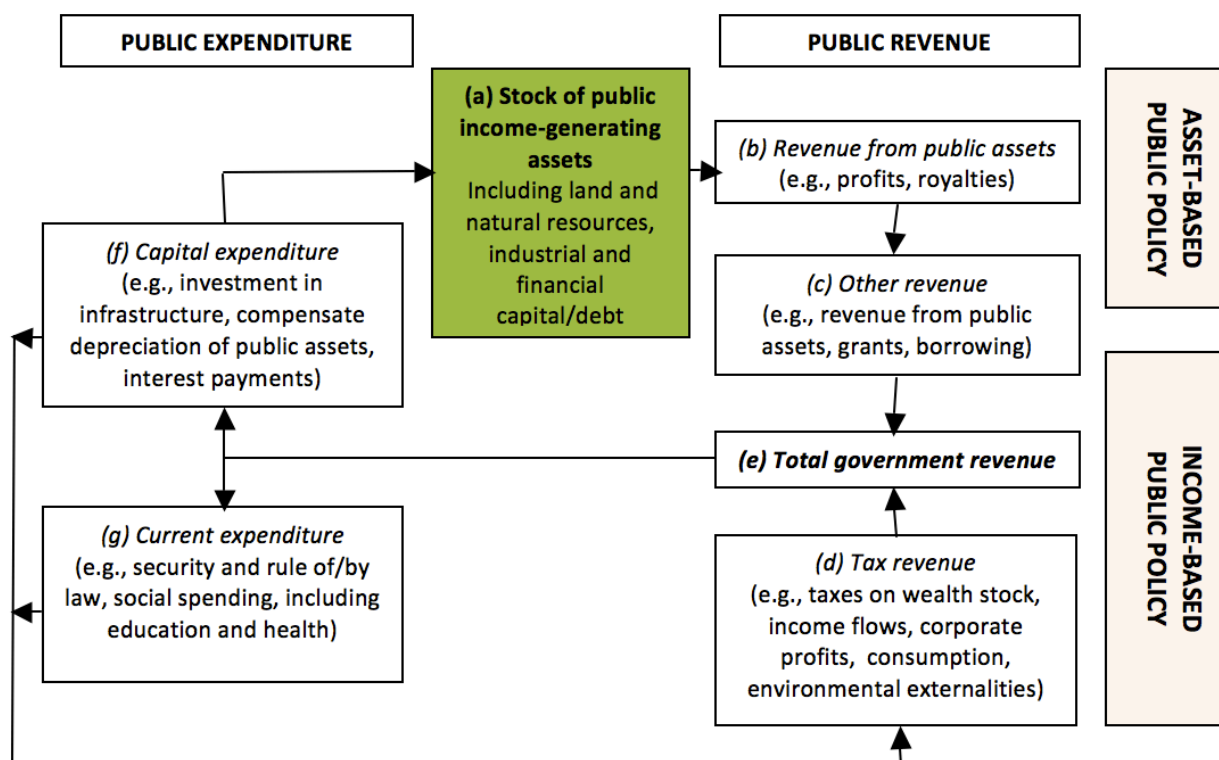 PUBLIC EXPENDITURE
PUBLIC REVENUE
(a) Stock of public
income-generating
assets
Including land and
natural resources,
industrial and
financial
capital/debt
(b) Revenue from public assets
(e.g., profits, royalties)
ASSET-BASED
PUBLIC POLICY
(f) Capital expenditure
(e.g., investment in
infrastructure, compensate
depreciation of public assets,
interest payments)
(c) Other revenue
(e.g., revenue from public
assets, grants, borrowing)
(e) Total government revenue
INCOME-BASED
PUBLIC POLICY
(g) Current expenditure
(e.g., security and rule of/by
law, social spending, including
education and health)
(d) Tax revenue
(e.g., taxes on wealth stock,
income flows, corporate
profits, consumption,
environmental externalities)